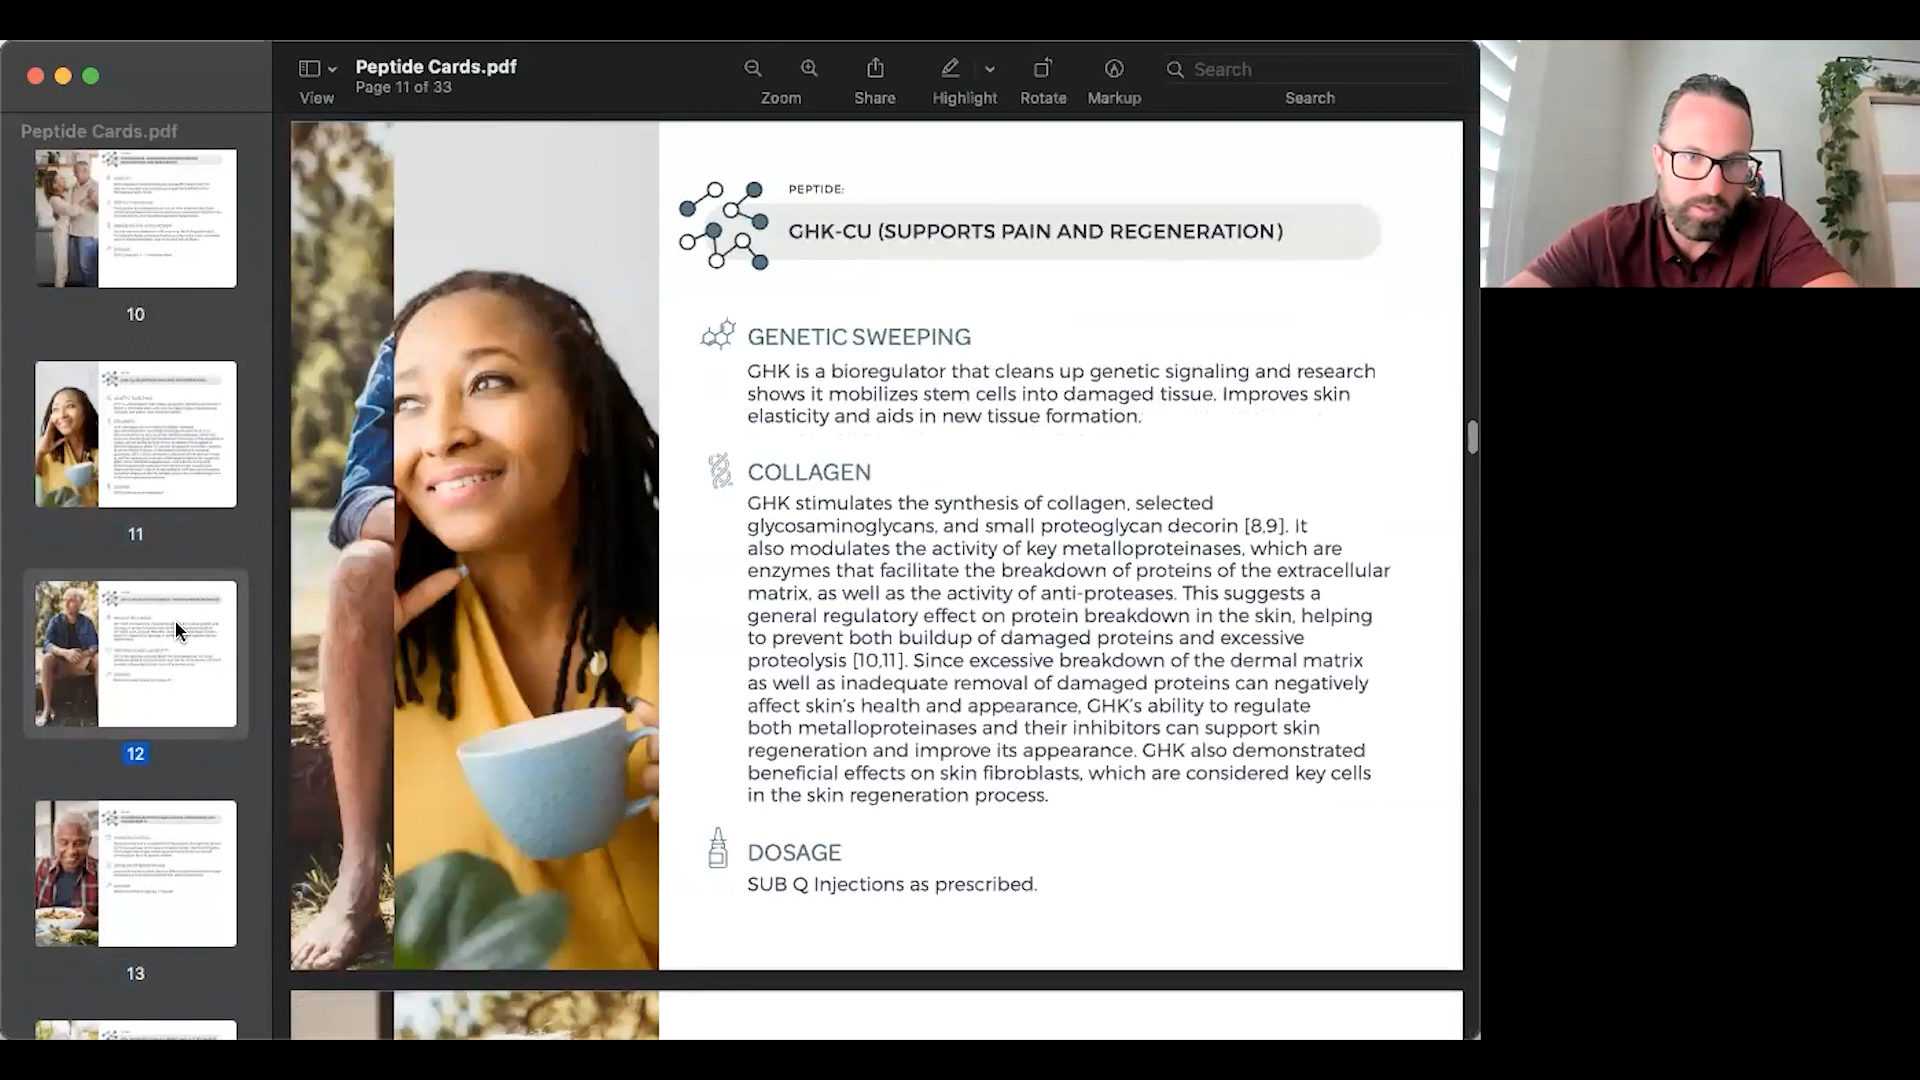 Peptide Cards.pdf
Page 11 of 33
View
Zoom
Share
Highlight
Rotate
Markup
Search
Search
Peptide Cards.pdf
10
11
12
13
PEPTIDE:
GHK-CU (SUPPORTS PAIN AND REGENERATION)
GENETIC SWEEPING
GHK is a bioregulator that cleans up genetic signaling and research
shows it mobilizes stem cells into damaged tissue. Improves skin
elasticity and aids in new tissue formation.
COLLAGEN
GHK stimulates the synthesis of collagen, selected
glycosaminoglycans, and small proteoglycan decorin [8,9]. It
also modulates the activity of key metalloproteinases, which are
enzymes that facilitate the breakdown of proteins of the extracellular
matrix, as well as the activity of anti-proteases. This suggests a
general regulatory effect on protein breakdown in the skin, helping
to prevent both buildup of damaged proteins and excessive
proteolysis [10,11]. Since excessive breakdown of the dermal matrix
as well as inadequate removal of damaged proteins can negatively
affect skin's health and appearance, GHK's ability to regulate
both metalloproteinases and their inhibitors can support skin
regeneration and improve its appearance. GHK also demonstrated
beneficial effects on skin fibroblasts, which are considered key cells
in the skin regeneration process.
DOSAGE
SUB Q Injections as prescribed.